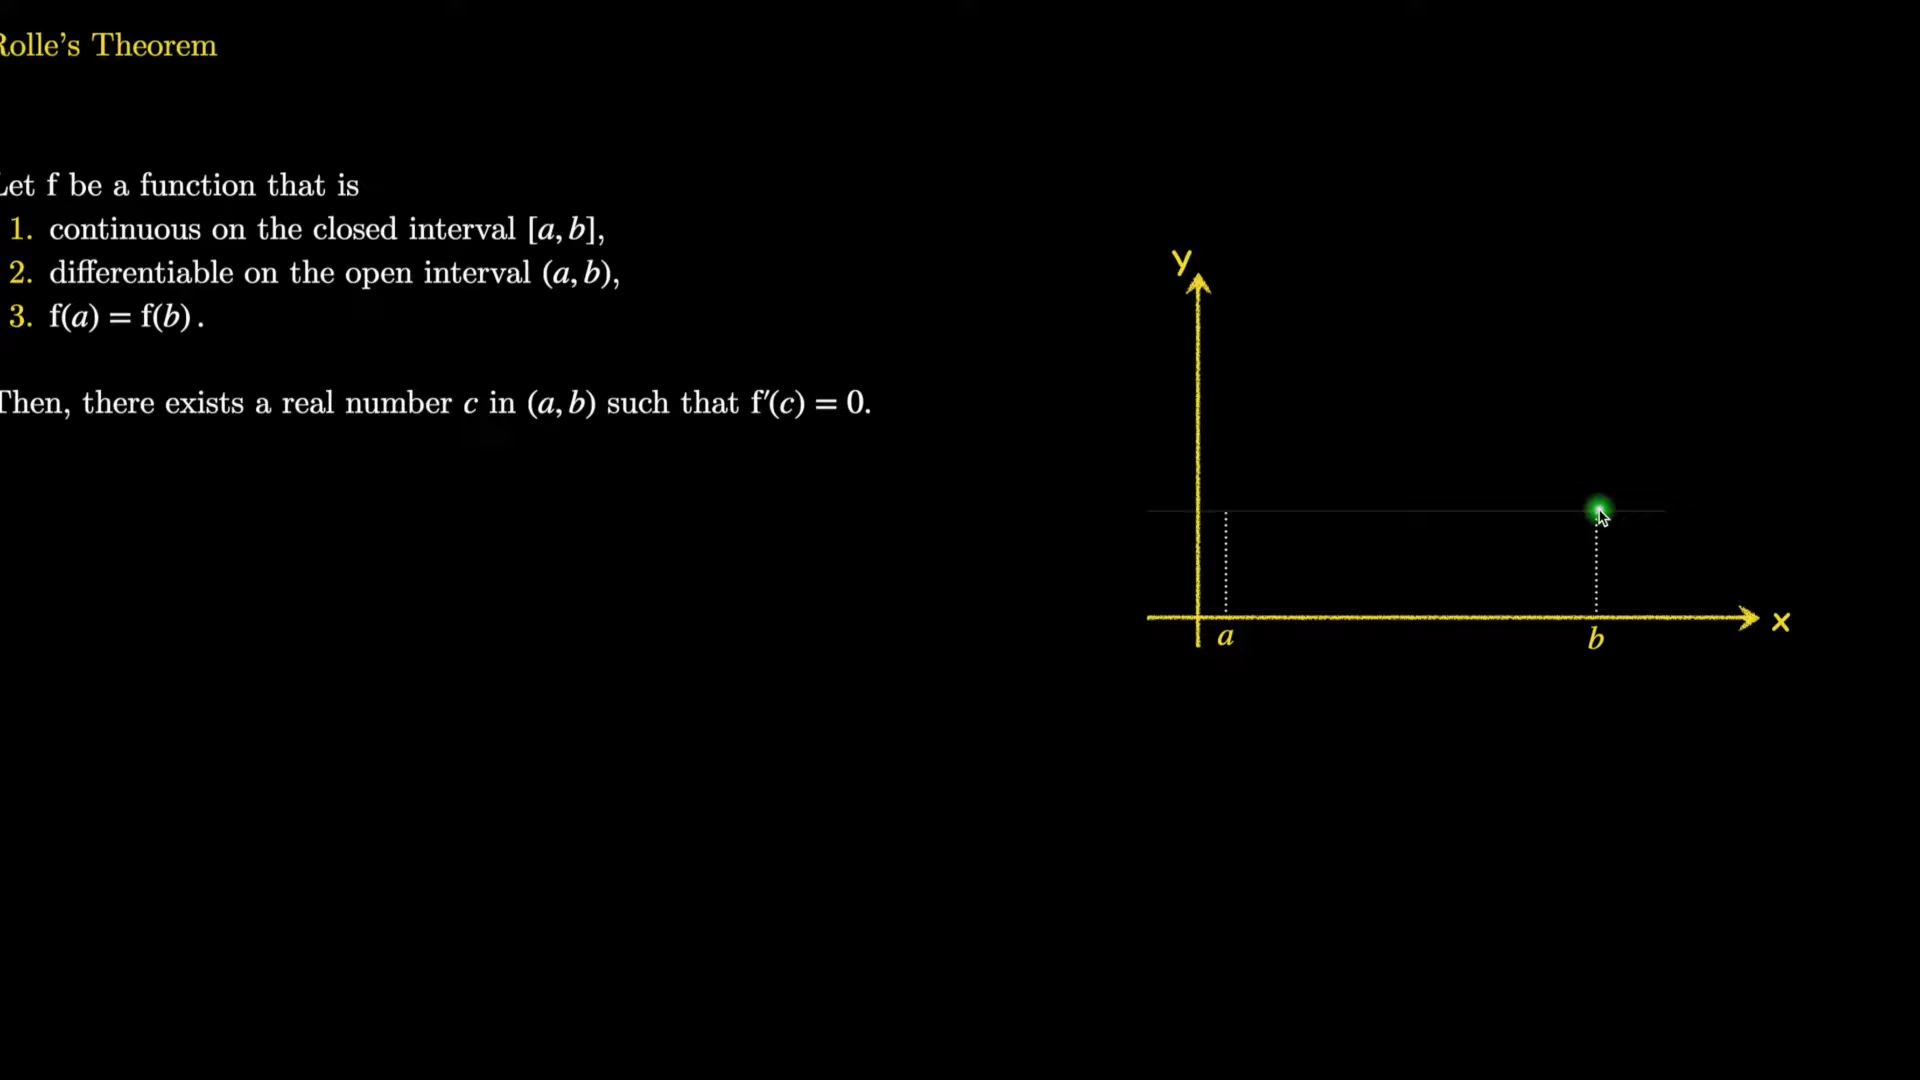 Rolle's Theorem
Let f be a function that is
1. continuous on the closed interval [a, b],
2. differentiable on the open interval (a, b),
3. f(a) = f(b) .
Then, there exists a real number c in (a, b) such that f′(c) = 0.
y
x
a
b